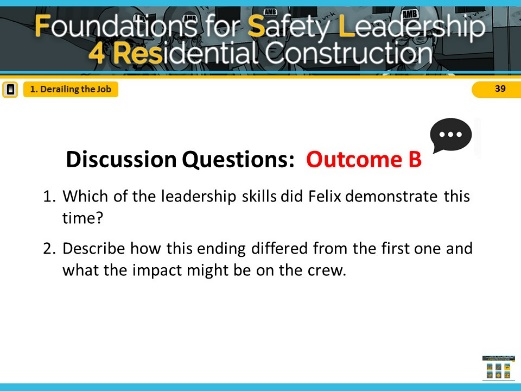 Foundations for Safety Leadership
4 Residential Construction
1. Derailing the Job
39
Discussion Questions: Outcome B
1. Which of the leadership skills did Felix demonstrate this
time?
2. Describe how this ending differed from the first one and
what the impact might be on the crew.